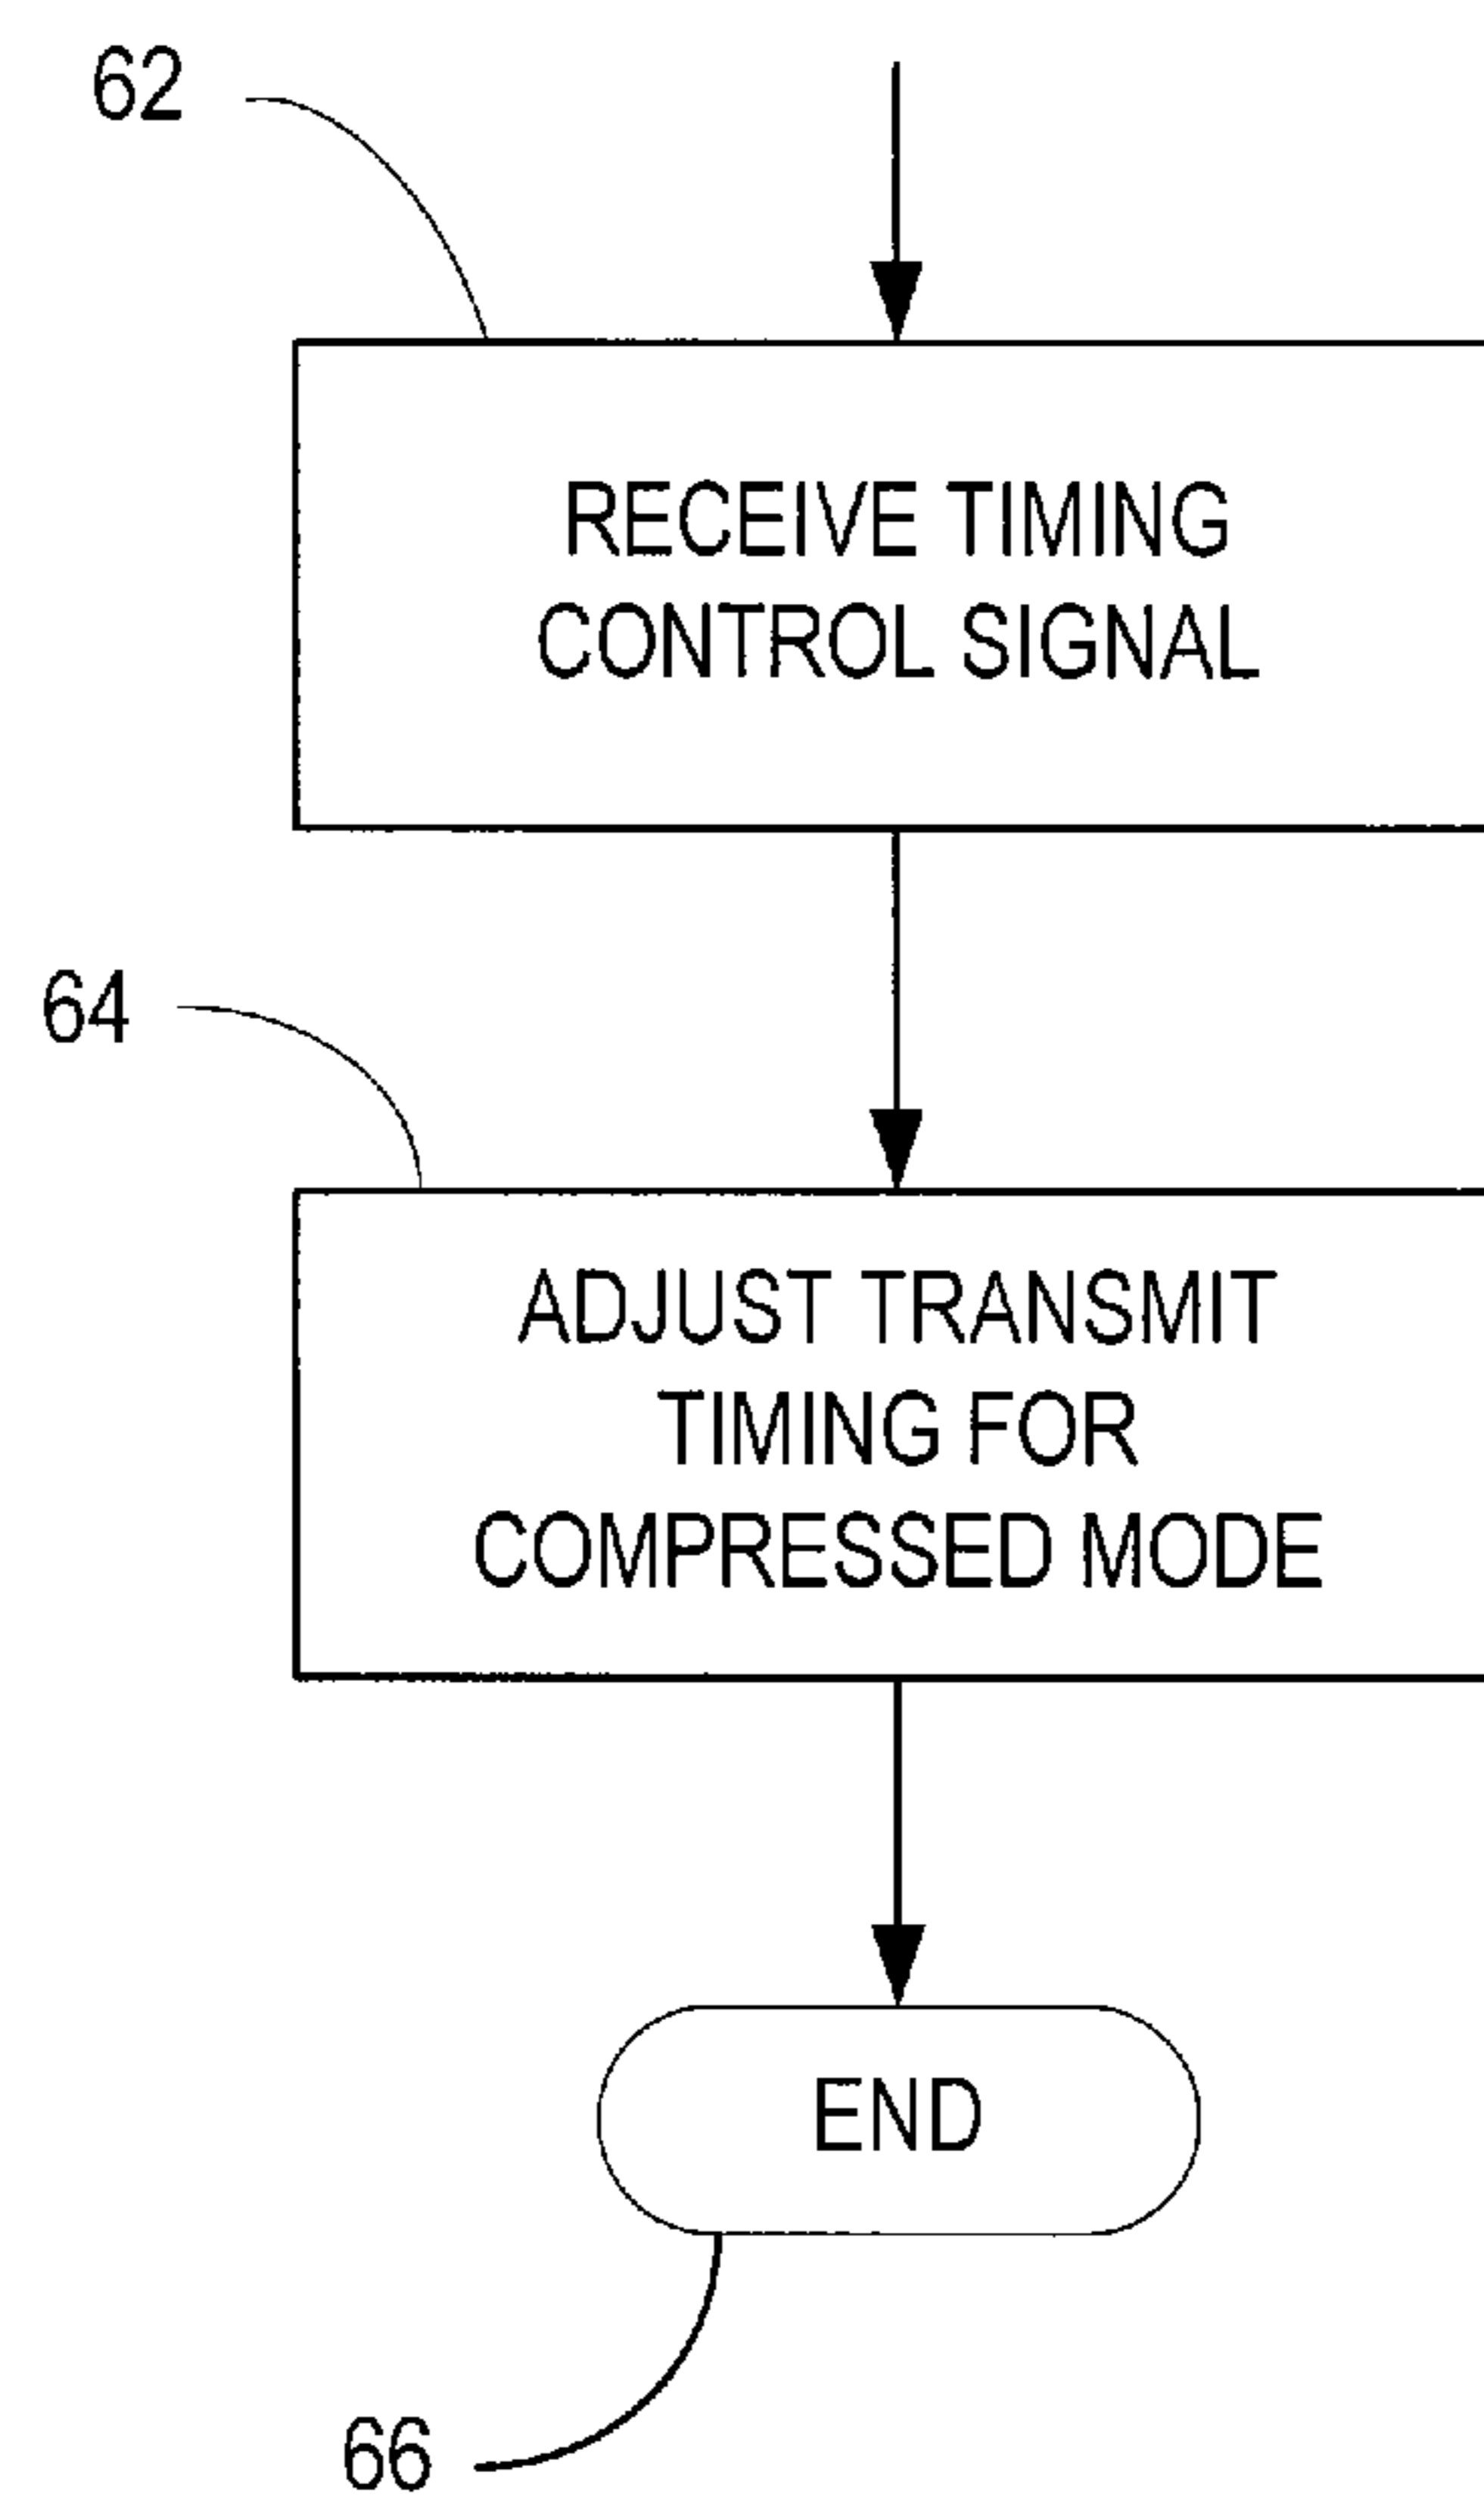 62
RECEIVE TIMING
CONTROL SIGNAL
64
ADJUST TRANSMIT
TIMING FOR
COMPRESSED MODE
END
66